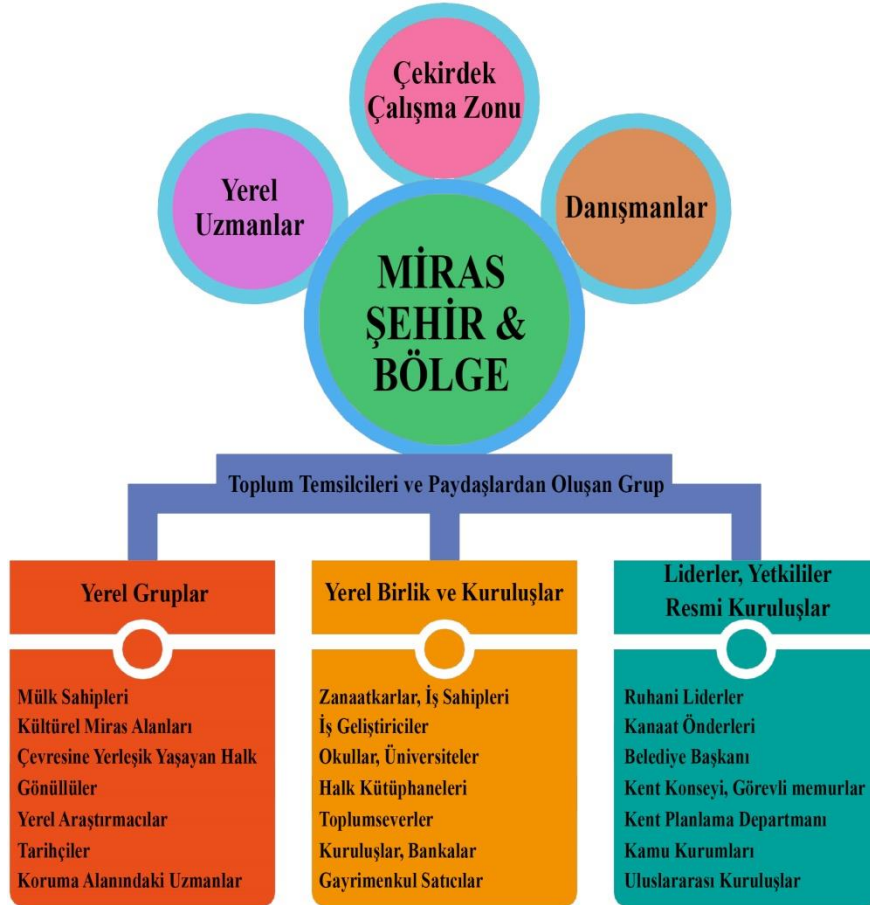 Çekirdek
Çalışma Zonu
Yerel
Uzmanlar
Danışmanlar
MİRAS
ŞEHİR &
BÖLGE
Toplum Temsilcileri ve Paydaşlardan Oluşan Grup
Yerel Gruplar
Mülk Sahipleri
Kültürel Miras Alanları
Çevresine Yerleşik Yaşayan Halk
Gönüllüler
Yerel Araştırmacılar
Tarihçiler
Koruma Alanındaki Uzmanlar
Yerel Birlik ve Kuruluşlar
Zanaatkarlar, İş Sahipleri
İş Geliştiriciler
Okullar, Üniversiteler
Halk Kütüphaneleri
Toplumseverler
Kuruluşlar, Bankalar
Gayrimenkul Satıcılar
Liderler, Yetkililer
Resmi Kuruluşlar
Ruhani Liderler
Kanaat Önderleri
Belediye Başkanı
Kent Konseyi, Görevli memurlar
Kent Planlama Departmanı
Kamu Kurumları
Uluslararası Kuruluşlar